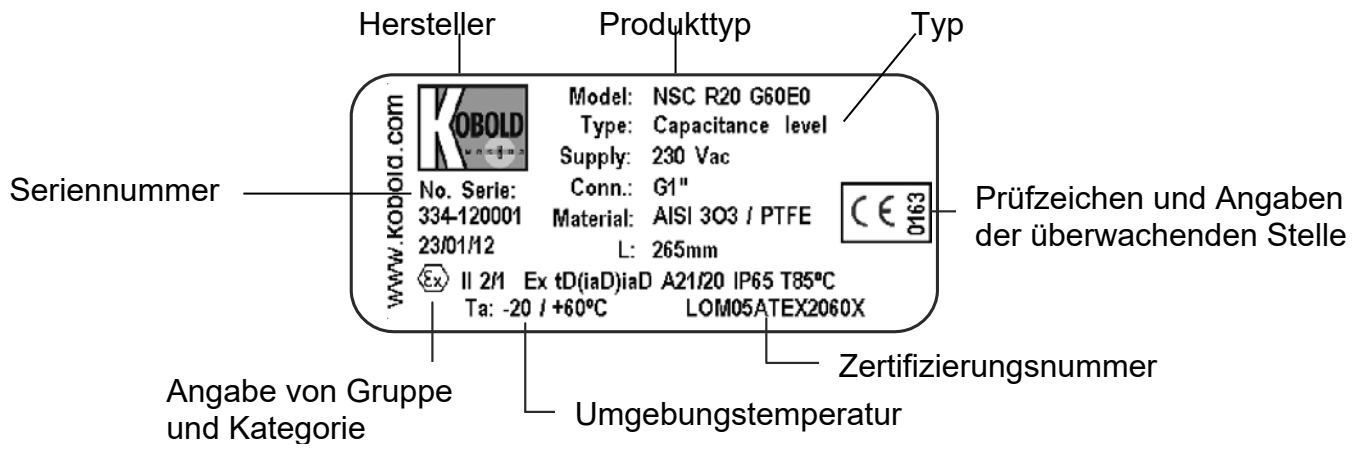 Hersteller
Produkttyp
Typ
www.kobold.com
KOBOLD
Model: NSC R20 G60E0
Type: Capacitance level
Supply: 230 Vac
Conn.: G1"
Material: AISI 3O3 / PTFE
L: 265mm
No. Serie:
334-120001
23/01/12
CE 0163
Ex II 2/1 Ex tD(iaD)iaD A21/20 IP65 T85ºC
Ta: -20 / +60ºC LOM05ATEX2060X
Seriennummer
Prüfzeichen und Angaben
der überwachenden Stelle
Zertifizierungsnummer
Angabe von Gruppe
und Kategorie
Umgebungstemperatur